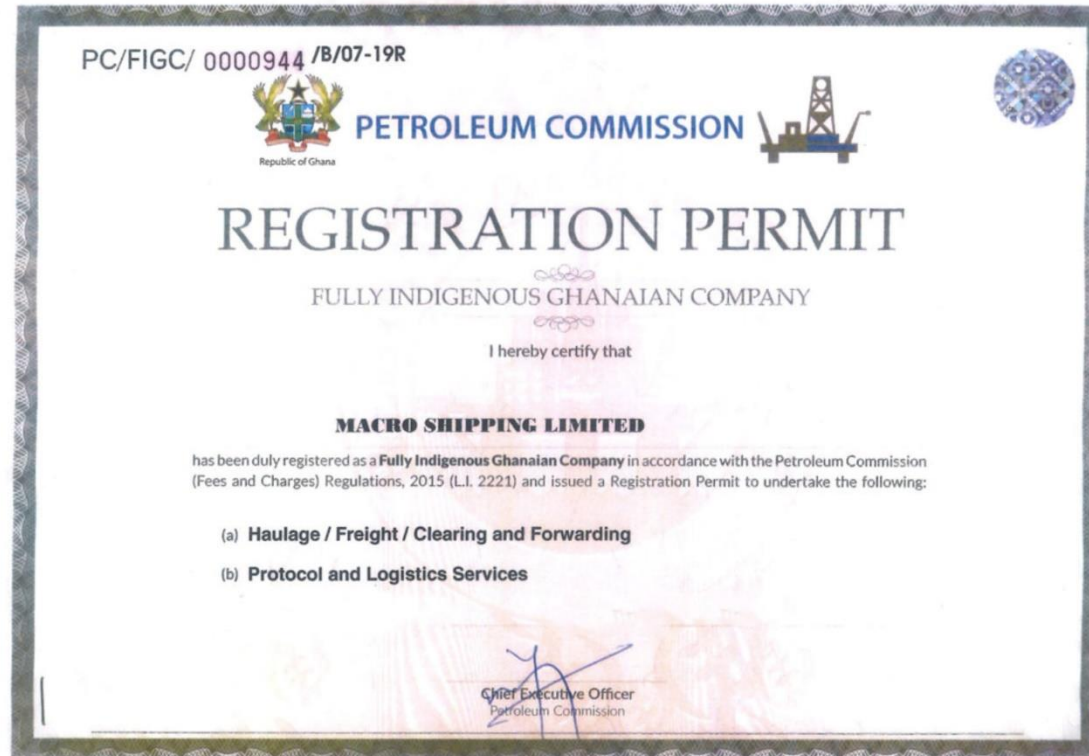 PC/FIGC/ 0000944 /B/07-19R
Republic of Ghana
PETROLEUM COMMISSION
REGISTRATION PERMIT
FULLY INDIGENOUS GHANAIAN COMPANY
I hereby certify that
MACRO SHIPPING LIMITED
has been duly registered as a Fully Indigenous Ghanaian Company in accordance with the Petroleum Commission
(Fees and Charges) Regulations, 2015 (L.I. 2221) and issued a Registration Permit to undertake the following:
(a) Haulage / Freight / Clearing and Forwarding
(b) Protocol and Logistics Services
Chief Executive Officer
Petroleum Commission